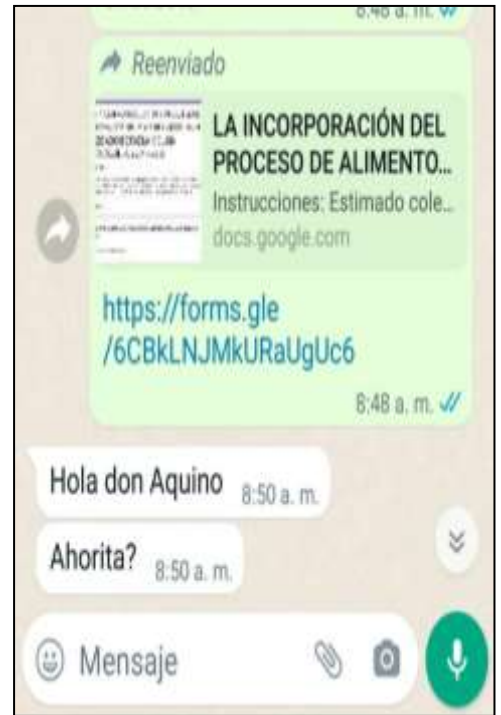 8:48 a. m.
Reenviado
LA INCORPORACIÓN DEL
PROCESO DE ALIMENTO...
Instrucciones: Estimado cole...
docs.google.com
https://forms.gle
/6CBkLNJMkURaUgUc6
8:48 a. m.
Hola don Aquino 8:50 a. m.
Ahorita? 8:50 a. m.
Mensaje